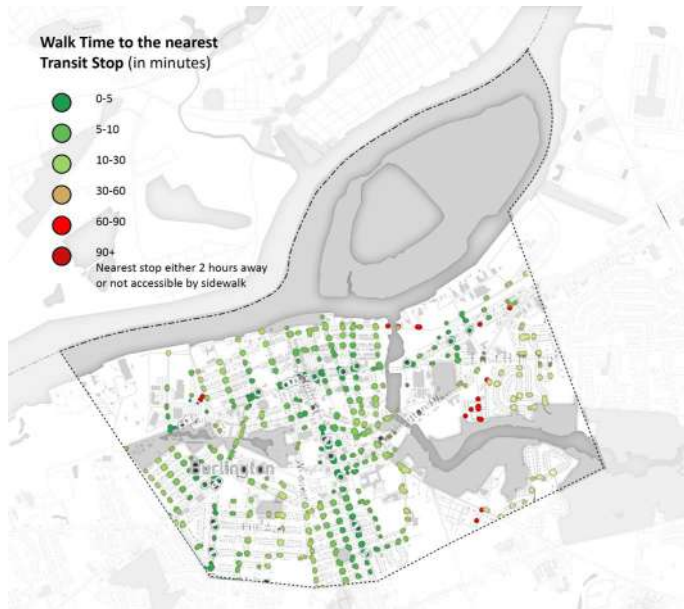 Walk Time to the nearest
Transit Stop (in minutes)
0-5
5-10
10-30
30-60
60-90
90+
Nearest stop either 2 hours away
or not accessible by sidewalk
Burlington